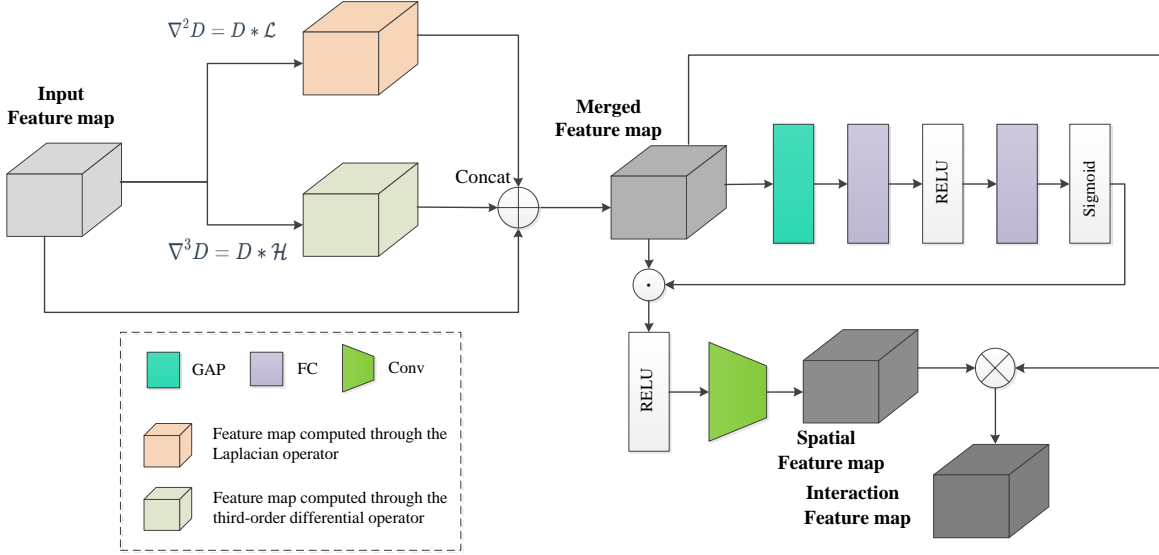 ∇²D = D * ℒ
Input
Feature map
∇³D = D * ℋ
Concat
Merged
Feature map
RELU
Sigmoid
RELU
Spatial
Feature map
Interaction
Feature map
GAP
FC
Conv
Feature map computed through the
Laplacian operator
Feature map computed through the
third-order differential operator